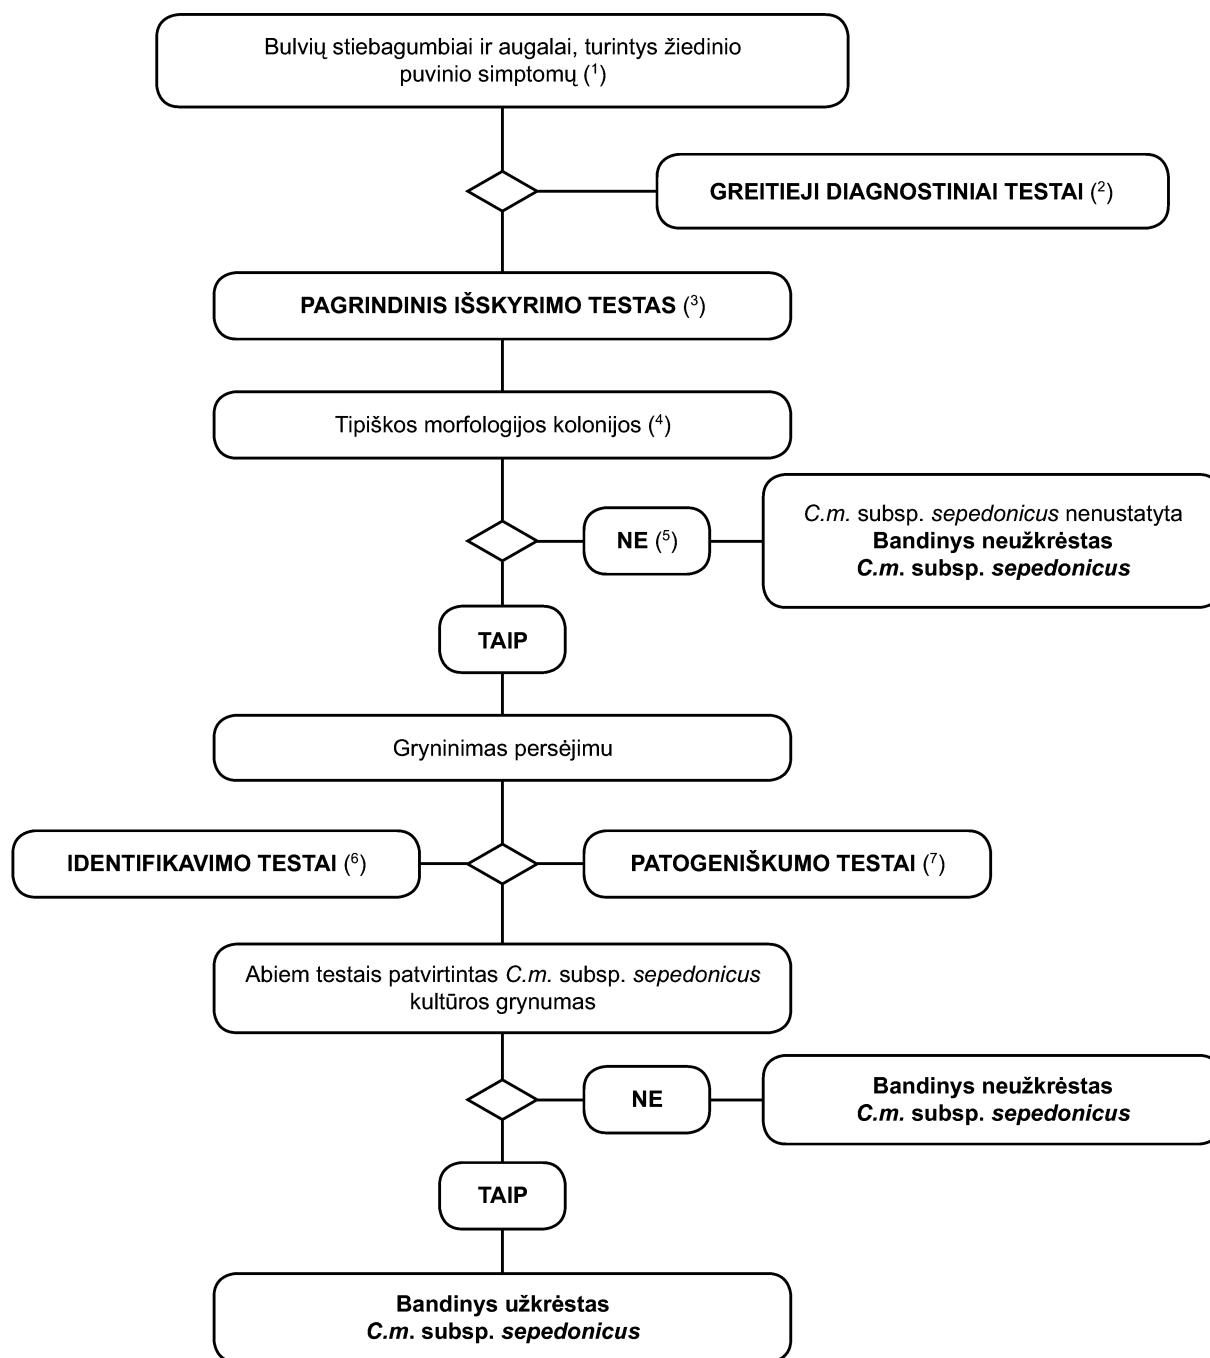 Bulvių stiebagumbiai ir augalai, turintys žiedinio
puvinio simptomų (¹)
GREITIEJI DIAGNOSTINIAI TESTAI (²)
PAGRINDINIS IŠSKYRIMO TESTAS (³)
Tipiškos morfologijos kolonijos (⁴)
NE (⁵)
C.m. subsp. sepedonicus nenustatyta
Bandinys neužkrėstas
C.m. subsp. sepedonicus
TAIP
Gryninimas persėjimu
IDENTIFIKAVIMO TESTAI (⁶)
PATOGENIŠKUMO TESTAI (⁷)
Abiem testais patvirtintas C.m. subsp. sepedonicus
kultūros grynumas
NE
Bandinys neužkrėstas
C.m. subsp. sepedonicus
TAIP
Bandinys užkrėstas
C.m. subsp. sepedonicus